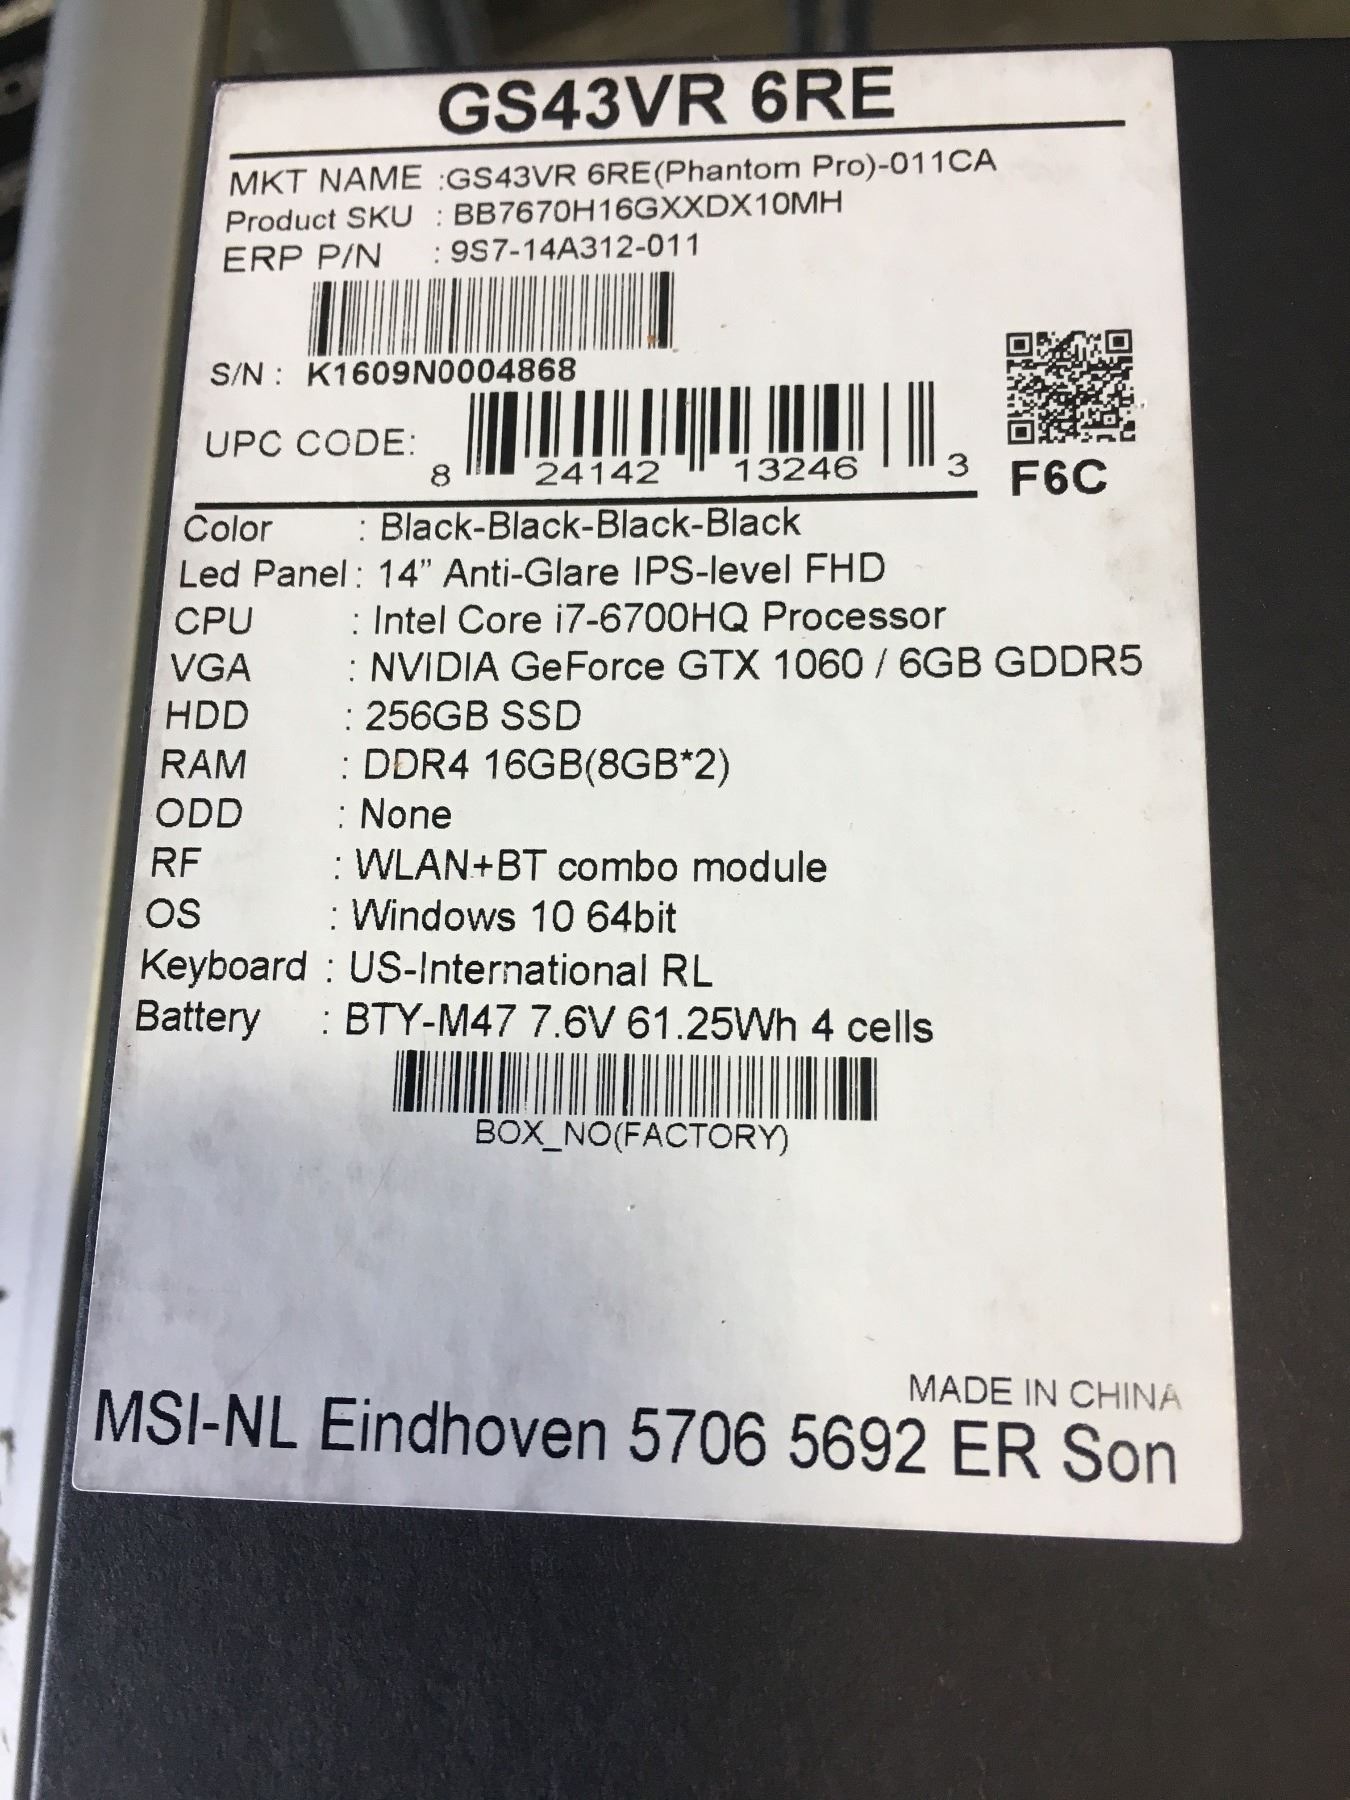 GS43VR 6RE
MKT NAME :GS43VR 6RE(Phantom Pro)-011CA
Product SKU : BB7670H16GXXDX10MH
ERP P/N : 9S7-14A312-011
S/N : K1609N0004868
UPC CODE: 8 24142 13246 3
F6C
Color : Black-Black-Black-Black
Led Panel : 14” Anti-Glare IPS-level FHD
CPU : Intel Core i7-6700HQ Processor
VGA : NVIDIA GeForce GTX 1060 / 6GB GDDR5
HDD : 256GB SSD
RAM : DDR4 16GB(8GB*2)
ODD : None
RF : WLAN+BT combo module
OS : Windows 10 64bit
Keyboard : US-International RL
Battery : BTY-M47 7.6V 61.25Wh 4 cells
BOX_NO(FACTORY)
MADE IN CHINA
MSI-NL Eindhoven 5706 5692 ER Son